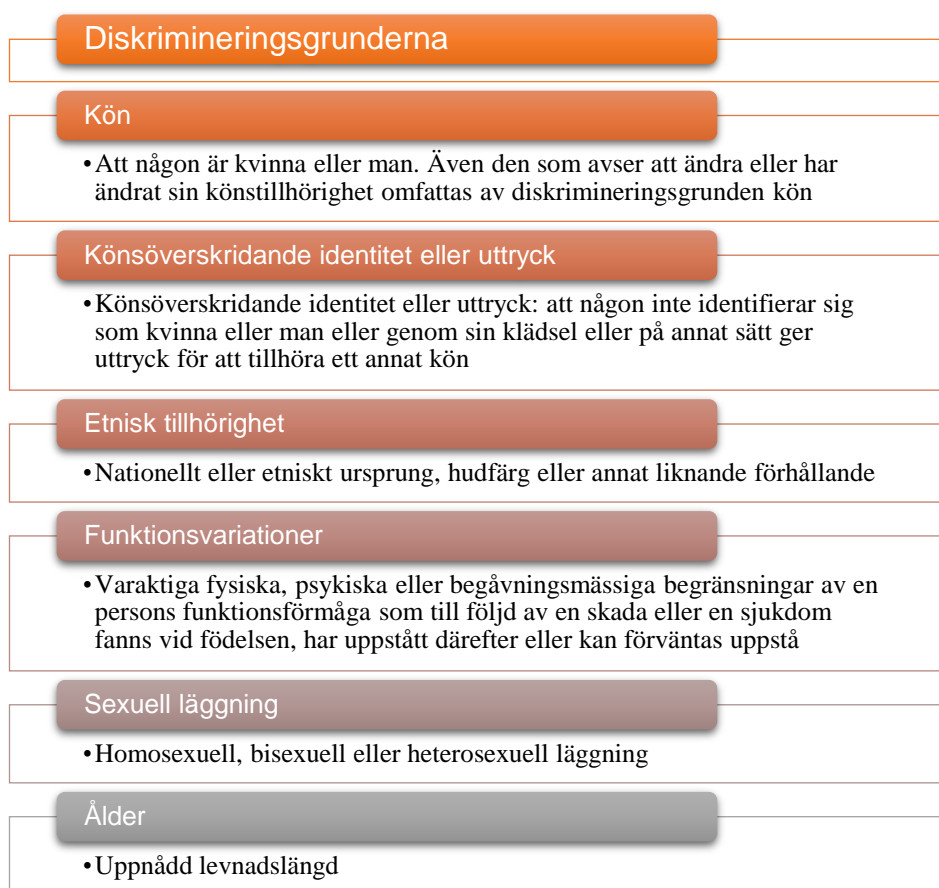 Diskrimineringsgrunderna
Kön
•Att någon är kvinna eller man. Även den som avser att ändra eller har
ändrat sin könstillhörighet omfattas av diskrimineringsgrunden kön
Könsöverskridande identitet eller uttryck
•Könsöverskridande identitet eller uttryck: att någon inte identifierar sig
som kvinna eller man eller genom sin klädsel eller på annat sätt ger
uttryck för att tillhöra ett annat kön
Etnisk tillhörighet
•Nationellt eller etniskt ursprung, hudfärg eller annat liknande förhållande
Funktionsvariationer
•Varaktiga fysiska, psykiska eller begåvningsmässiga begränsningar av en
persons funktionsförmåga som till följd av en skada eller en sjukdom
fanns vid födelsen, har uppstått därefter eller kan förväntas uppstå
Sexuell läggning
•Homosexuell, bisexuell eller heterosexuell läggning
Ålder
•Uppnådd levnadslängd